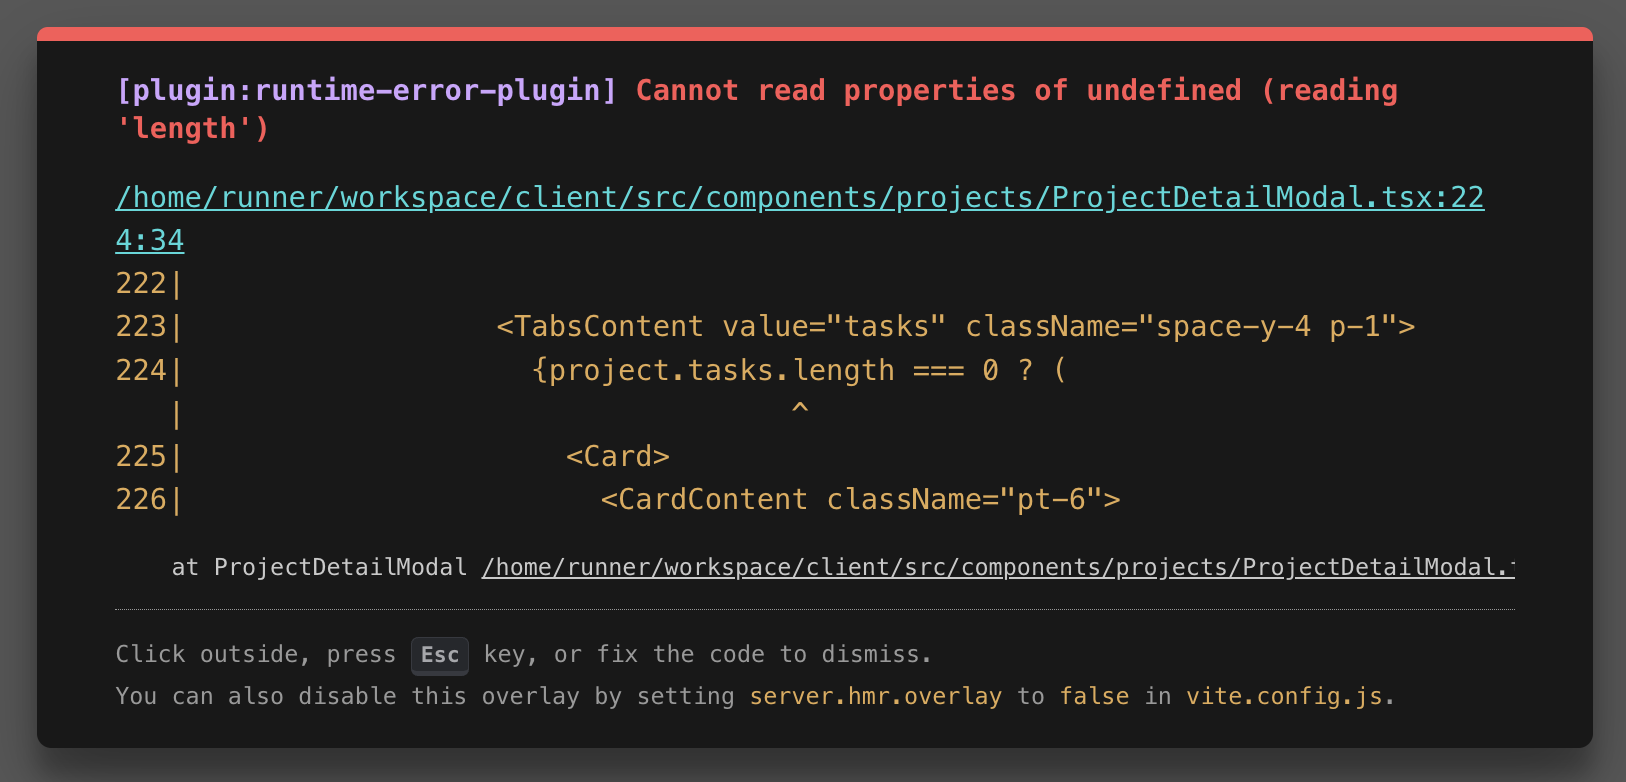 [plugin:runtime-error-plugin] Cannot read properties of undefined (reading
'length')
/home/runner/workspace/client/src/components/projects/ProjectDetailModal.tsx:22
4:34
222|
223|                  <TabsContent value="tasks" className="space-y-4 p-1">
224|                    {project.tasks.length === 0 ? (
   |                                   ^
225|                      <Card>
226|                        <CardContent className="pt-6">
at ProjectDetailModal /home/runner/workspace/client/src/components/projects/ProjectDetailModal.
Click outside, press Esc key, or fix the code to dismiss.
You can also disable this overlay by setting server.hmr.overlay to false in vite.config.js.